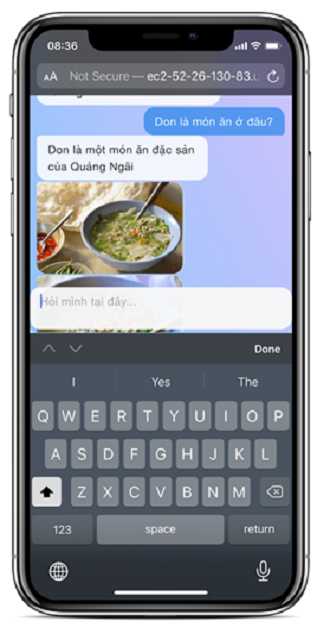 08:36
AA Not Secure — ec2-52-26-130-83.u
Don là món ăn ở đâu?
Don là một món ăn đặc sản
của Quảng Ngãi
Hỏi mình tại đây...
Done
I Yes The
Q W E R T Y U I O P
A S D F G H J K L
Z X C V B N M
123 space return